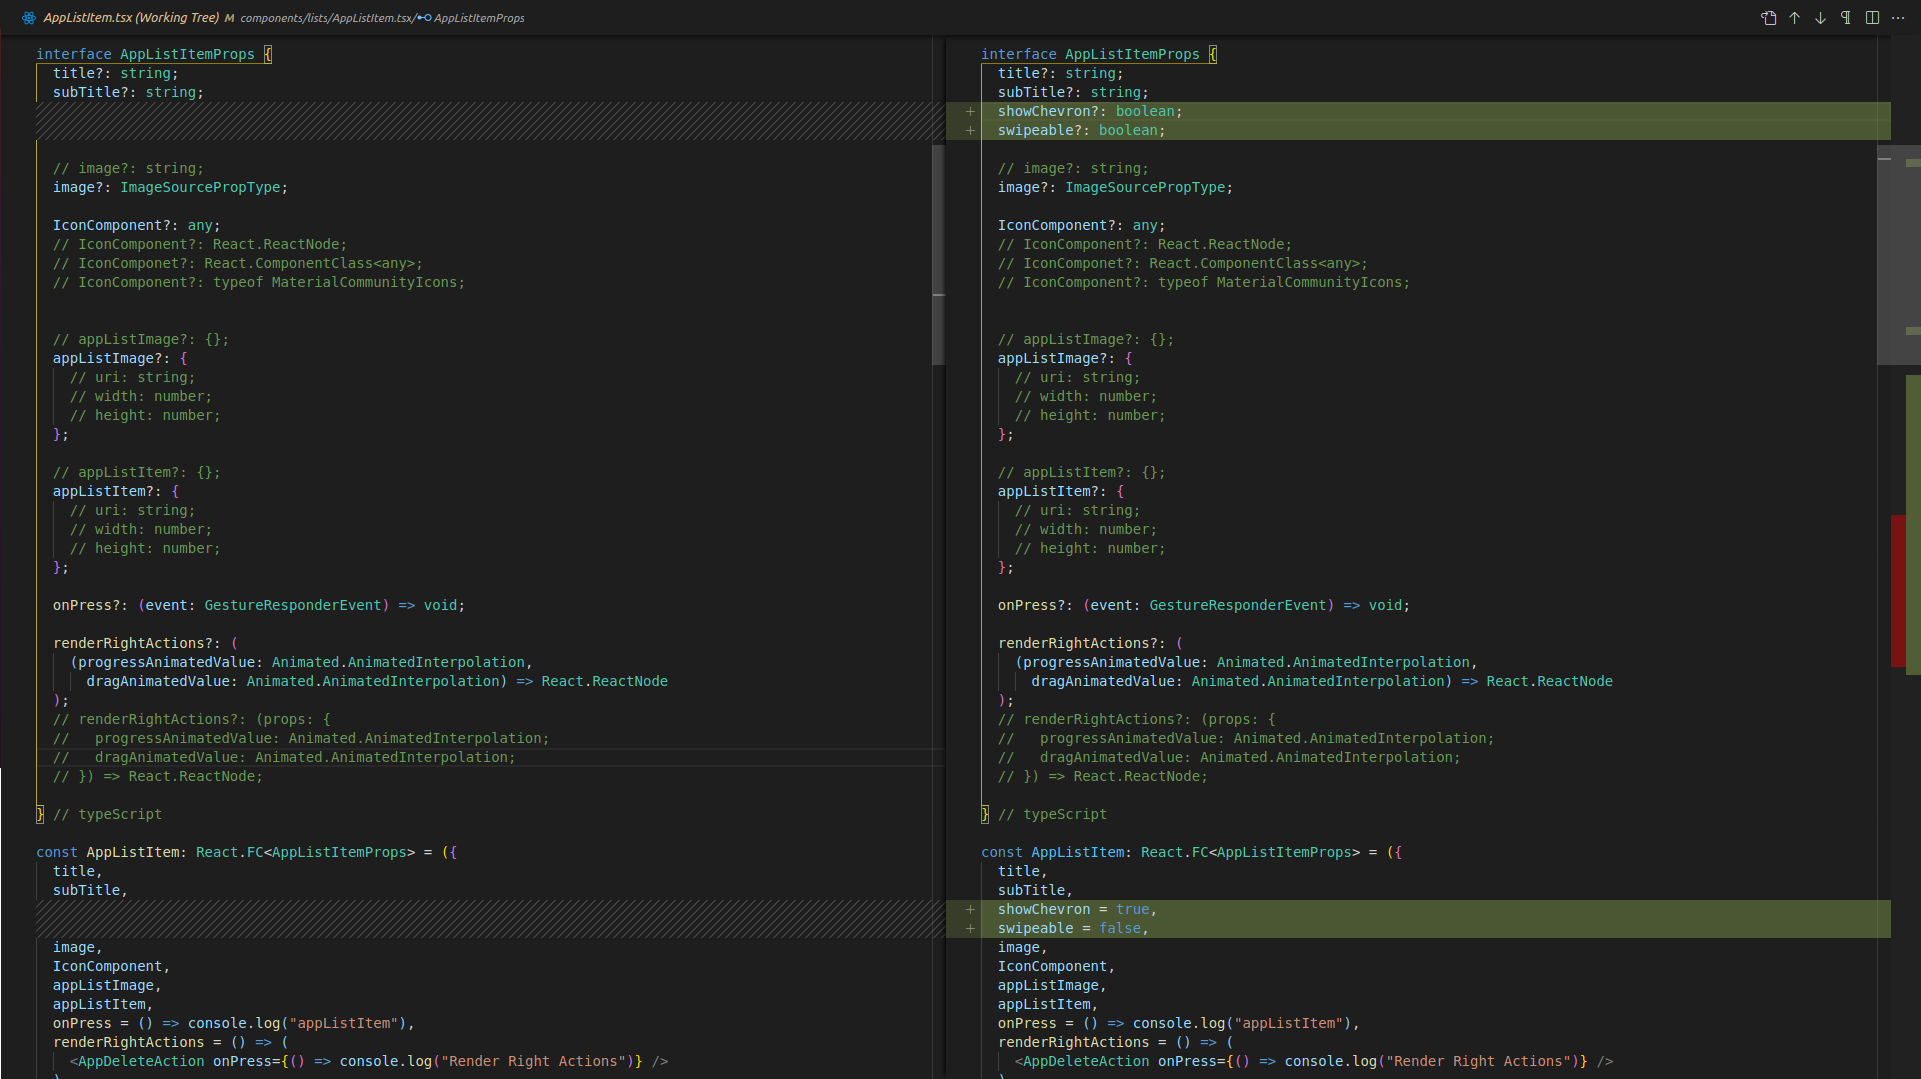 AppListItem.tsx (Working Tree) M components/lists/AppListItem.tsx/ AppListItemProps
interface AppListItemProps {
  title?: string;
  subTitle?: string;

  // image?: string;
  image?: ImageSourcePropType;

  IconComponent?: any;
  // IconComponent?: React.ReactNode;
  // IconComponet?: React.ComponentClass<any>;
  // IconComponent?: typeof MaterialCommunityIcons;


  // appListImage?: {};
  appListImage?: {
    // uri: string;
    // width: number;
    // height: number;
  };

  // appListItem?: {};
  appListItem?: {
    // uri: string;
    // width: number;
    // height: number;
  };

  onPress?: (event: GestureResponderEvent) => void;

  renderRightActions?: (
    (progressAnimatedValue: Animated.AnimatedInterpolation,
      dragAnimatedValue: Animated.AnimatedInterpolation) => React.ReactNode
  );
  // renderRightActions?: (props: {
  //   progressAnimatedValue: Animated.AnimatedInterpolation;
  //   dragAnimatedValue: Animated.AnimatedInterpolation;
  // }) => React.ReactNode;

} // typeScript

const AppListItem: React.FC<AppListItemProps> = ({
  title,
  subTitle,
  image,
  IconComponent,
  appListImage,
  appListItem,
  onPress = () => console.log("appListItem"),
  renderRightActions = () => (
    <AppDeleteAction onPress={() => console.log("Render Right Actions")} />
interface AppListItemProps {
  title?: string;
  subTitle?: string;
+ showChevron?: boolean;
+ swipeable?: boolean;

  // image?: string;
  image?: ImageSourcePropType;

  IconComponent?: any;
  // IconComponent?: React.ReactNode;
  // IconComponet?: React.ComponentClass<any>;
  // IconComponent?: typeof MaterialCommunityIcons;


  // appListImage?: {};
  appListImage?: {
    // uri: string;
    // width: number;
    // height: number;
  };

  // appListItem?: {};
  appListItem?: {
    // uri: string;
    // width: number;
    // height: number;
  };

  onPress?: (event: GestureResponderEvent) => void;

  renderRightActions?: (
    (progressAnimatedValue: Animated.AnimatedInterpolation,
      dragAnimatedValue: Animated.AnimatedInterpolation) => React.ReactNode
  );
  // renderRightActions?: (props: {
  //   progressAnimatedValue: Animated.AnimatedInterpolation;
  //   dragAnimatedValue: Animated.AnimatedInterpolation;
  // }) => React.ReactNode;

} // typeScript

const AppListItem: React.FC<AppListItemProps> = ({
  title,
  subTitle,
+ showChevron = true,
+ swipeable = false,
  image,
  IconComponent,
  appListImage,
  appListItem,
  onPress = () => console.log("appListItem"),
  renderRightActions = () => (
    <AppDeleteAction onPress={() => console.log("Render Right Actions")} />